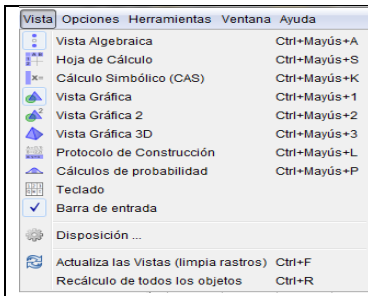 Vista Opciones Herramientas Ventana Ayuda
Vista Algebraica Ctrl+Mayús+A
Hoja de Cálculo Ctrl+Mayús+S
x= Cálculo Simbólico (CAS) Ctrl+Mayús+K
Vista Gráfica Ctrl+Mayús+1
2 Vista Gráfica 2 Ctrl+Mayús+2
Vista Gráfica 3D Ctrl+Mayús+3
Protocolo de Construcción Ctrl+Mayús+L
Cálculos de probabilidad Ctrl+Mayús+P
Teclado
Barra de entrada
Disposición ...
Actualiza las Vistas (limpia rastros) Ctrl+F
Recálculo de todos los objetos Ctrl+R